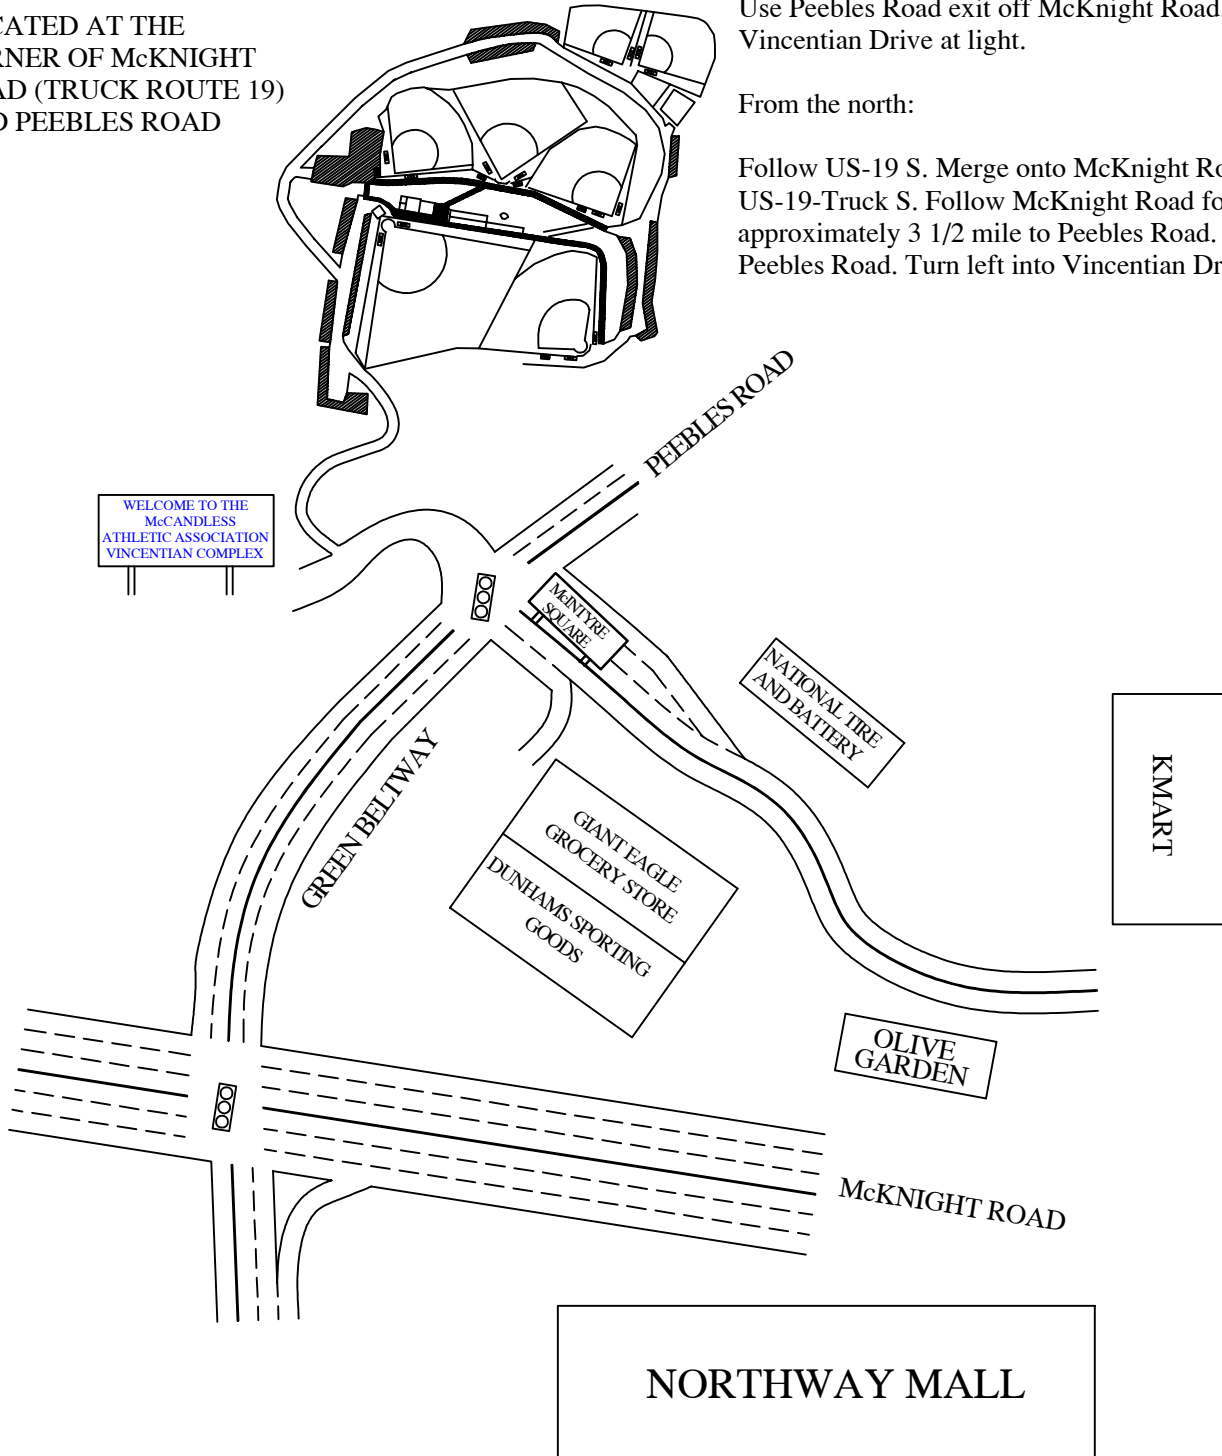 CATED AT THE
RNER OF McKNIGHT
AD (TRUCK ROUTE 19)
D PEEBLES ROAD
Use Peebles Road exit off McKnight Road.
Vincentian Drive at light.
From the north:
Follow US-19 S. Merge onto McKnight Ro
US-19-Truck S. Follow McKnight Road fo
approximately 3 1/2 mile to Peebles Road.
Peebles Road. Turn left into Vincentian Dr
PEEBLES ROAD
WELCOME TO THE
McCANDLESS
ATHLETIC ASSOCIATION
VINCENTIAN COMPLEX
McINTYRE
SQUARE
NATIONAL TIRE
AND BATTERY
KMART
GREEN BELTWAY
GIANT EAGLE
GROCERY STORE
DUNHAMS SPORTING
GOODS
OLIVE
GARDEN
McKNIGHT ROAD
NORTHWAY MALL